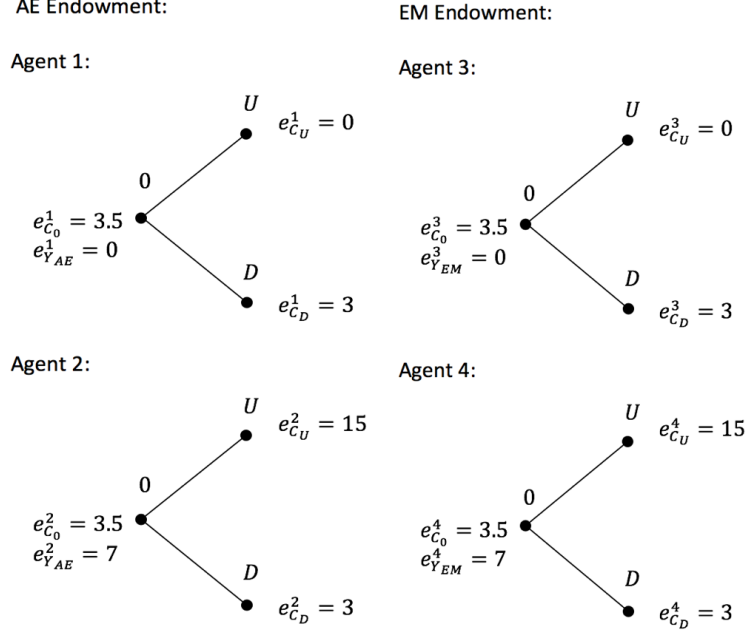 AE Endowment:
Agent 1:
U
e^1_{C_U} = 0
0
e^1_{C_0} = 3.5
e^1_{Y_{AE}} = 0
D
e^1_{C_D} = 3
Agent 2:
U
e^2_{C_U} = 15
0
e^2_{C_0} = 3.5
e^2_{Y_{AE}} = 7
D
e^2_{C_D} = 3
EM Endowment:
Agent 3:
U
e^3_{C_U} = 0
0
e^3_{C_0} = 3.5
e^3_{Y_{EM}} = 0
D
e^3_{C_D} = 3
Agent 4:
U
e^4_{C_U} = 15
0
e^4_{C_0} = 3.5
e^4_{Y_{EM}} = 7
D
e^4_{C_D} = 3